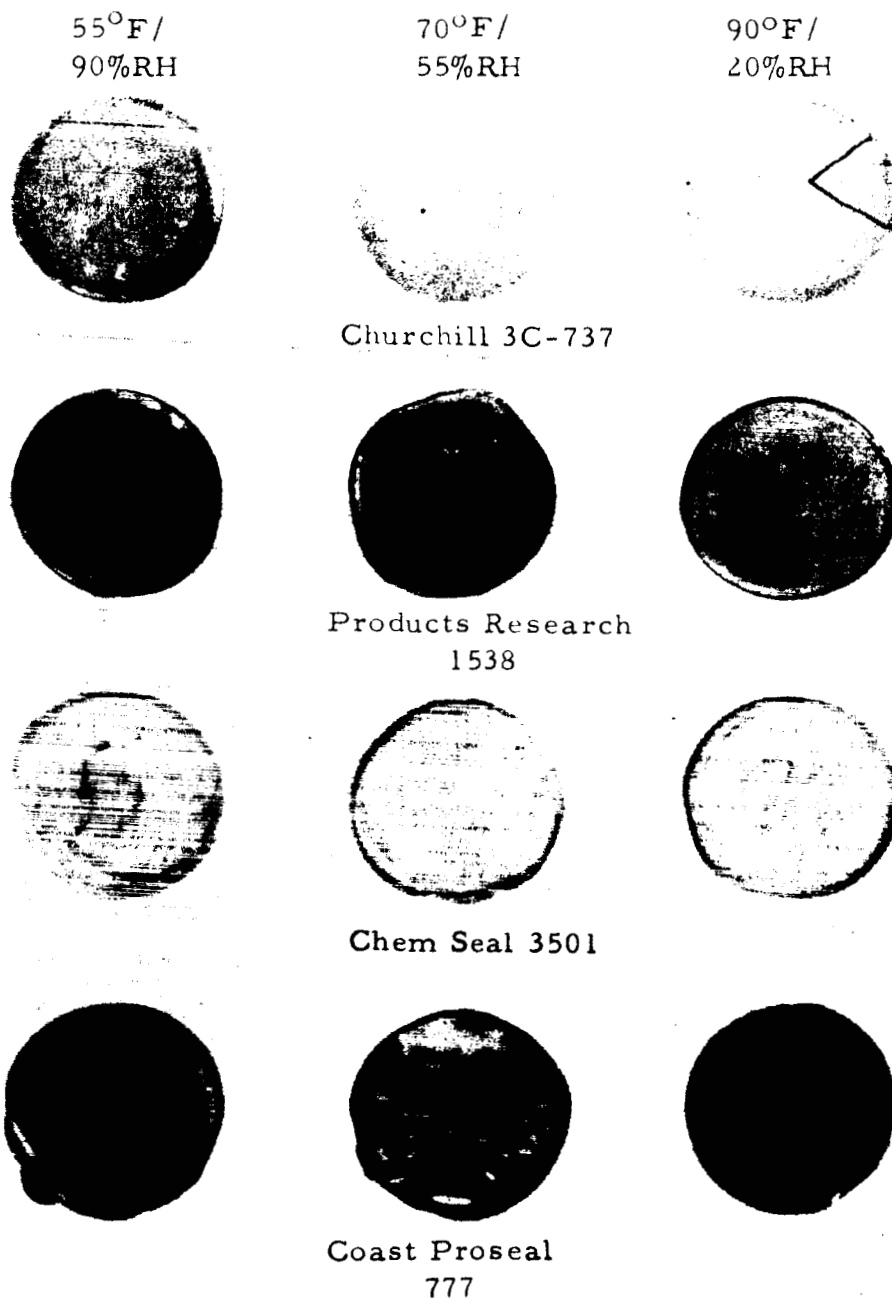 55°F/ 70°F/ 90°F/
90%RH 55%RH 20%RH
Churchill 3C-737
Products Research
1538
Chem Seal 3501
Coast Proseal
777